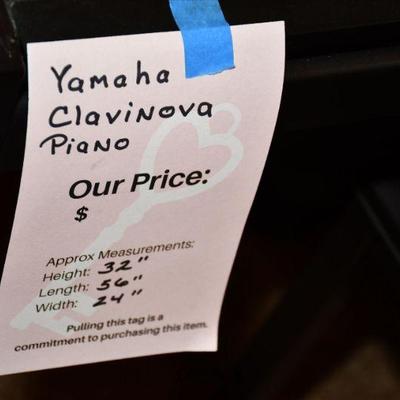 Yamaha
Clavinova
Piano
Our Price:
$
Approx Measurements:
Height: 32"
Length: 56"
Width: 24"
Pulling this tag is a
commitment to purchasing this item.